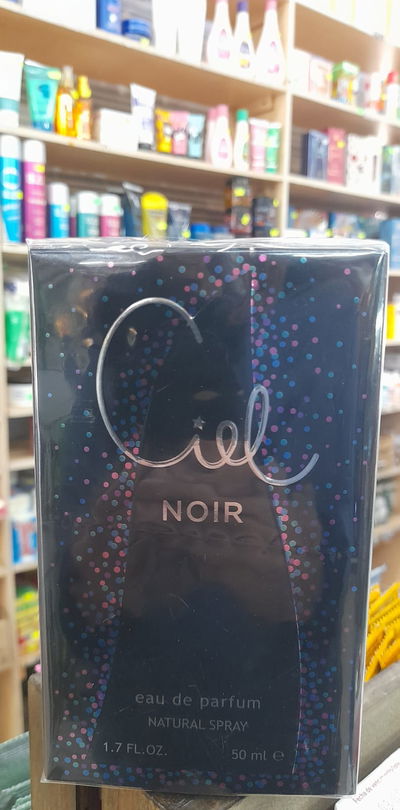 Ciel
NOIR
eau de parfum
NATURAL SPRAY
1.7 FL.OZ. 50 ml ℮